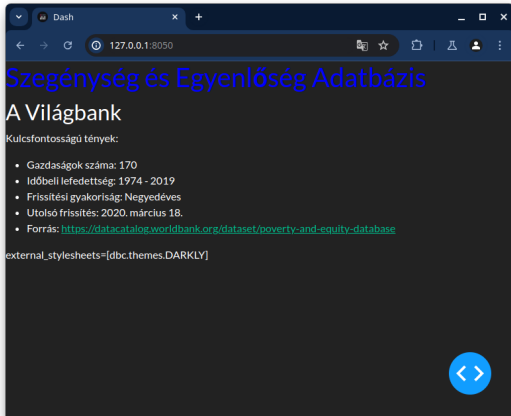 Dash
127.0.0.1:8050
Szegénység és Egyenlőség Adatbázis
A Világbank
Kulcsfontosságú tények:
Gazdaságok száma: 170
Időbeli lefedettség: 1974 - 2019
Frissítési gyakoriság: Negyedéves
Utolsó frissítés: 2020. március 18.
Forrás: https://datacatalog.worldbank.org/dataset/poverty-and-equity-database
external_stylesheets=[dbc.themes.DARKLY]